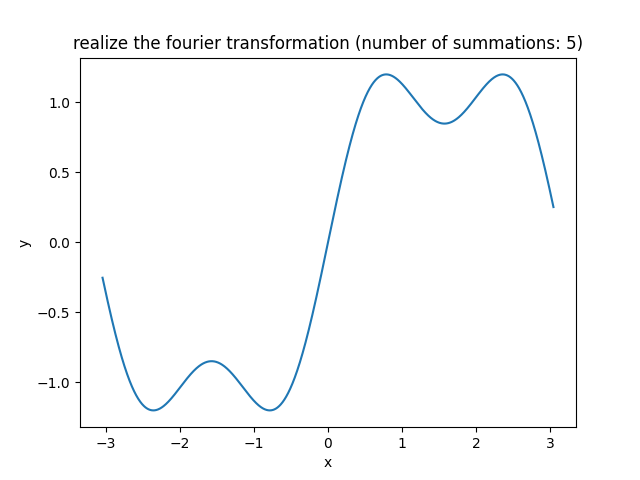 realize the fourier transformation (number of summations: 5)
1.0
0.5
0.0
−0.5
−1.0
y
−3 −2 −1 0 1 2 3
x